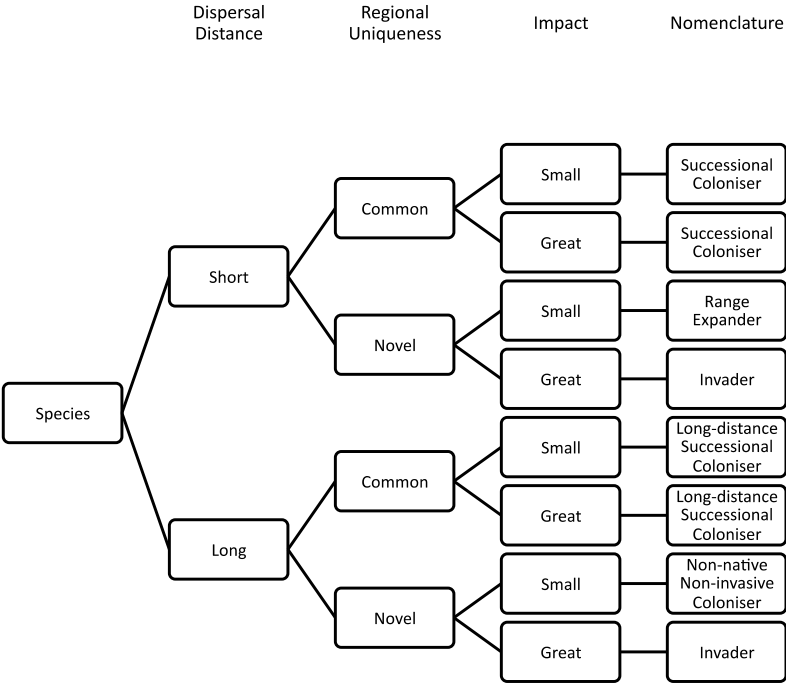 Dispersal
Distance
Regional
Uniqueness
Impact
Nomenclature
Small
Successional
Coloniser
Common
Great
Successional
Coloniser
Short
Small
Range
Expander
Novel
Great
Invader
Species
Small
Long-distance
Successional
Coloniser
Common
Great
Long-distance
Successional
Coloniser
Long
Small
Non-native
Non-invasive
Coloniser
Novel
Great
Invader